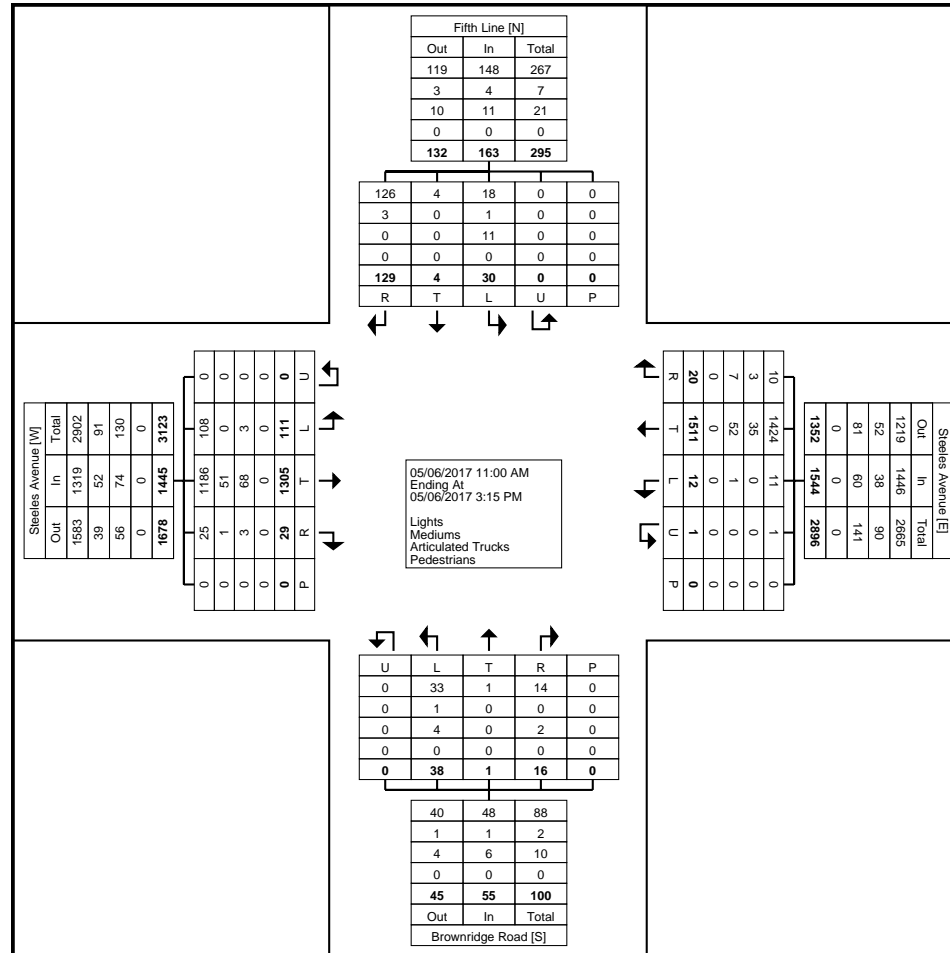 Fifth Line [N]
Out In Total
119 148 267
3 4 7
10 11 21
0 0 0
132 163 295
126 4 18 0 0
3 0 1 0 0
0 0 11 0 0
0 0 0 0 0
129 4 30 0 0
R T L U P
Steeles Avenue [W]
Out In Total
1583 1319 2902
39 52 91
56 74 130
0 0 0
1678 1445 3123
0 25 1186 108 0
0 1 51 0 0
0 3 68 3 0
0 0 0 0 0
0 29 1305 111 0
P R T L U
05/06/2017 11:00 AM
Ending At
05/06/2017 3:15 PM
Lights
Mediums
Articulated Trucks
Pedestrians
Steeles Avenue [E]
Out In Total
1219 1446 2665
52 38 90
81 60 141
0 0 0
1352 1544 2896
10 1424 11 1 0
3 35 0 0 0
7 52 1 0 0
0 0 0 0 0
20 1511 12 1 0
R T L U P
U L T R P
0 33 1 14 0
0 1 0 0 0
0 4 0 2 0
0 0 0 0 0
0 38 1 16 0
40 48 88
1 1 2
4 6 10
0 0 0
45 55 100
Out In Total
Brownridge Road [S]